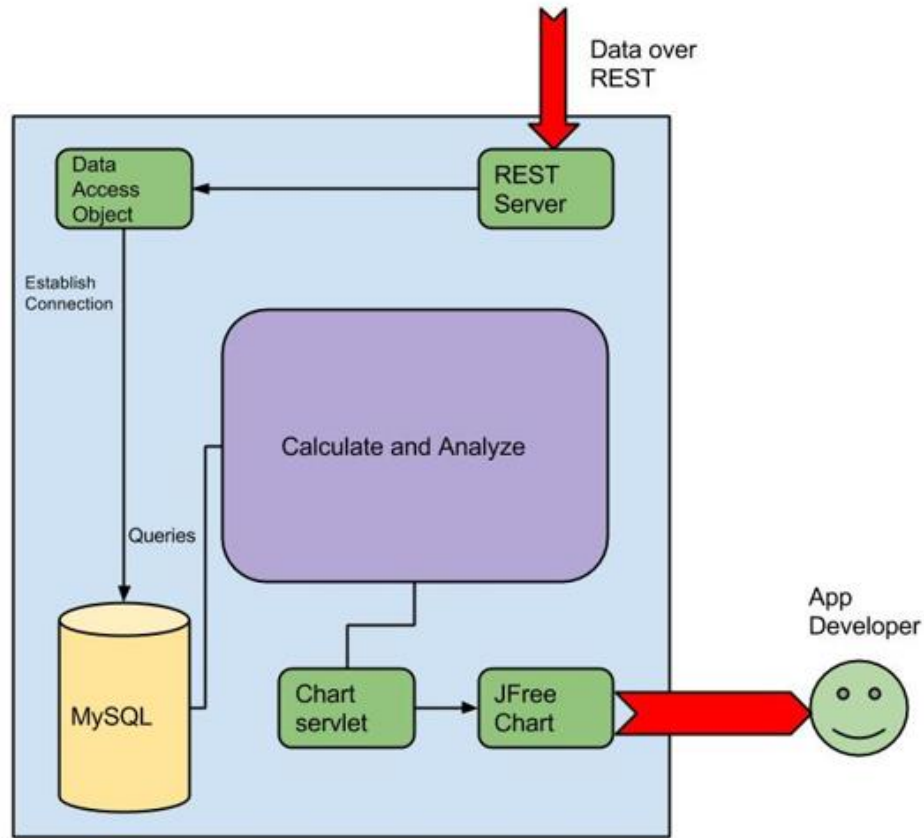 Data over
REST
Data
Access
Object
REST
Server
Establish
Connection
Calculate and Analyze
Queries
MySQL
Chart
servlet
JFree
Chart
App
Developer